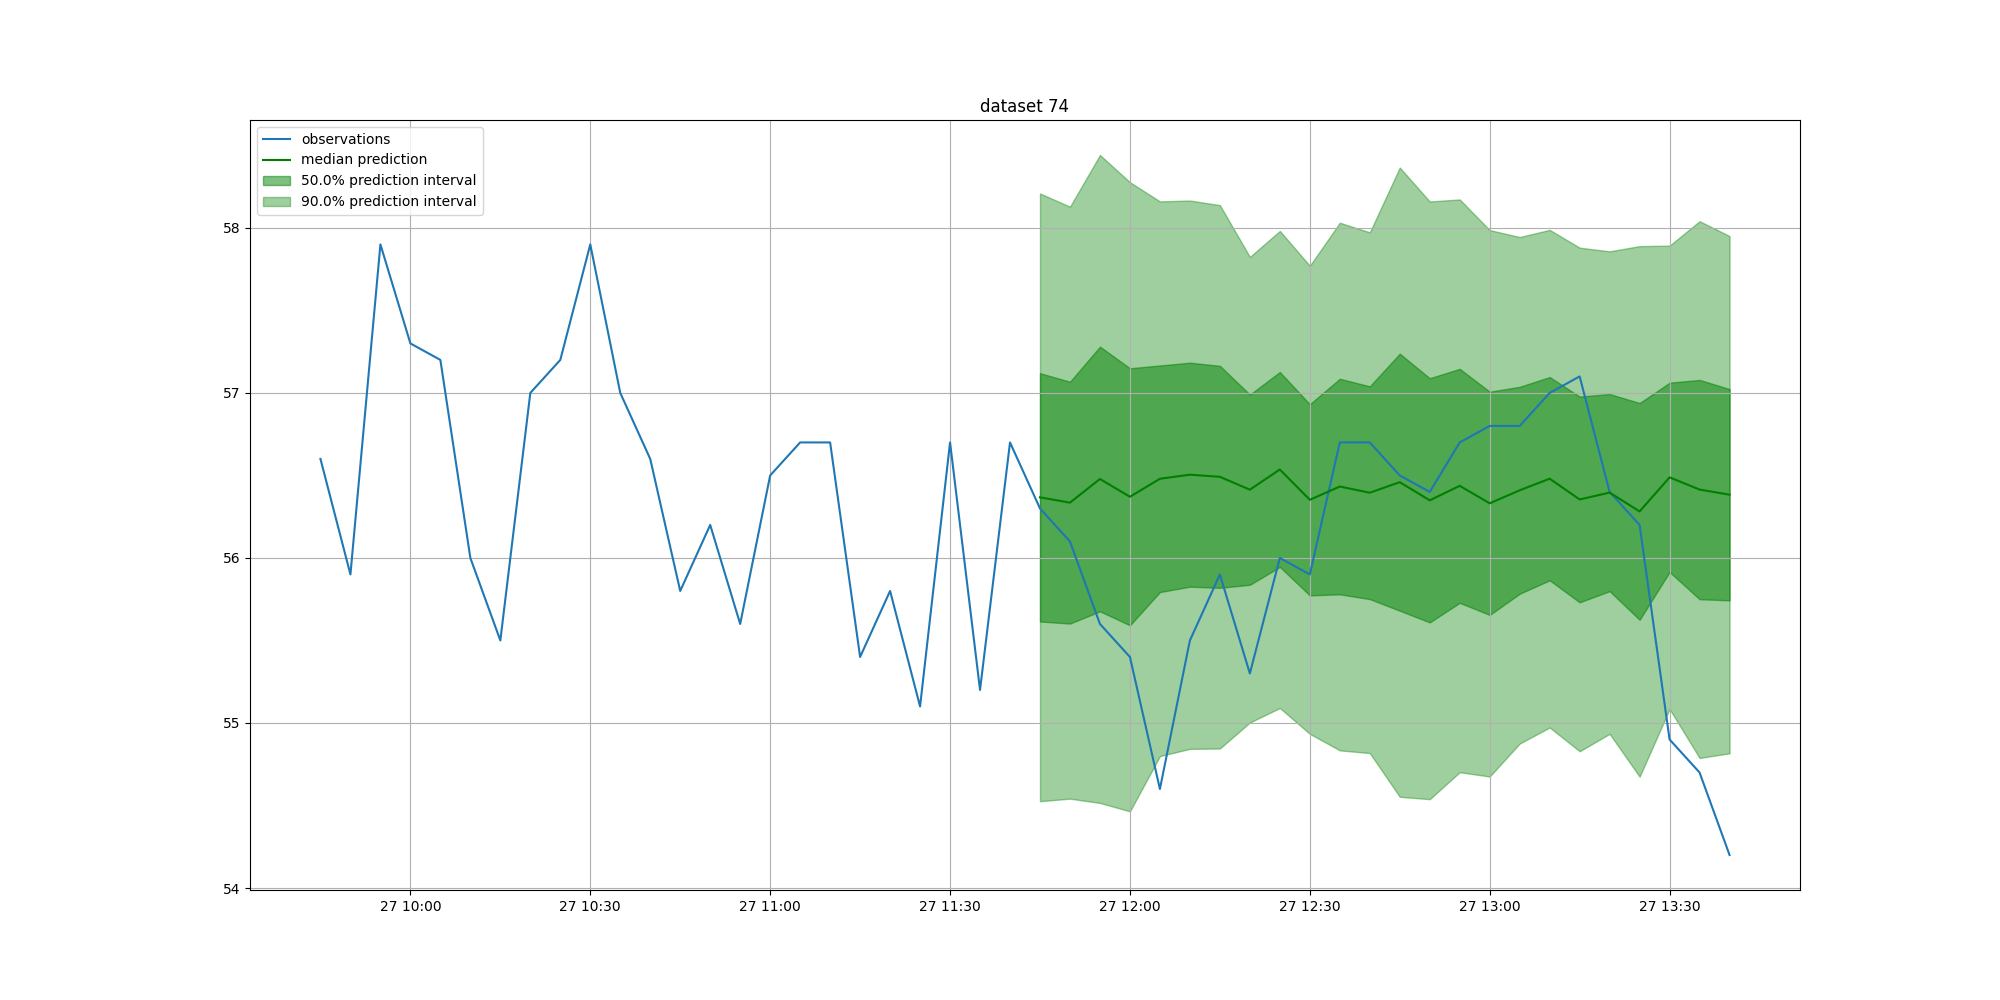 dataset 74
observations
median prediction
50.0% prediction interval
90.0% prediction interval
58
57
56
55
54
27 10:00
27 10:30
27 11:00
27 11:30
27 12:00
27 12:30
27 13:00
27 13:30